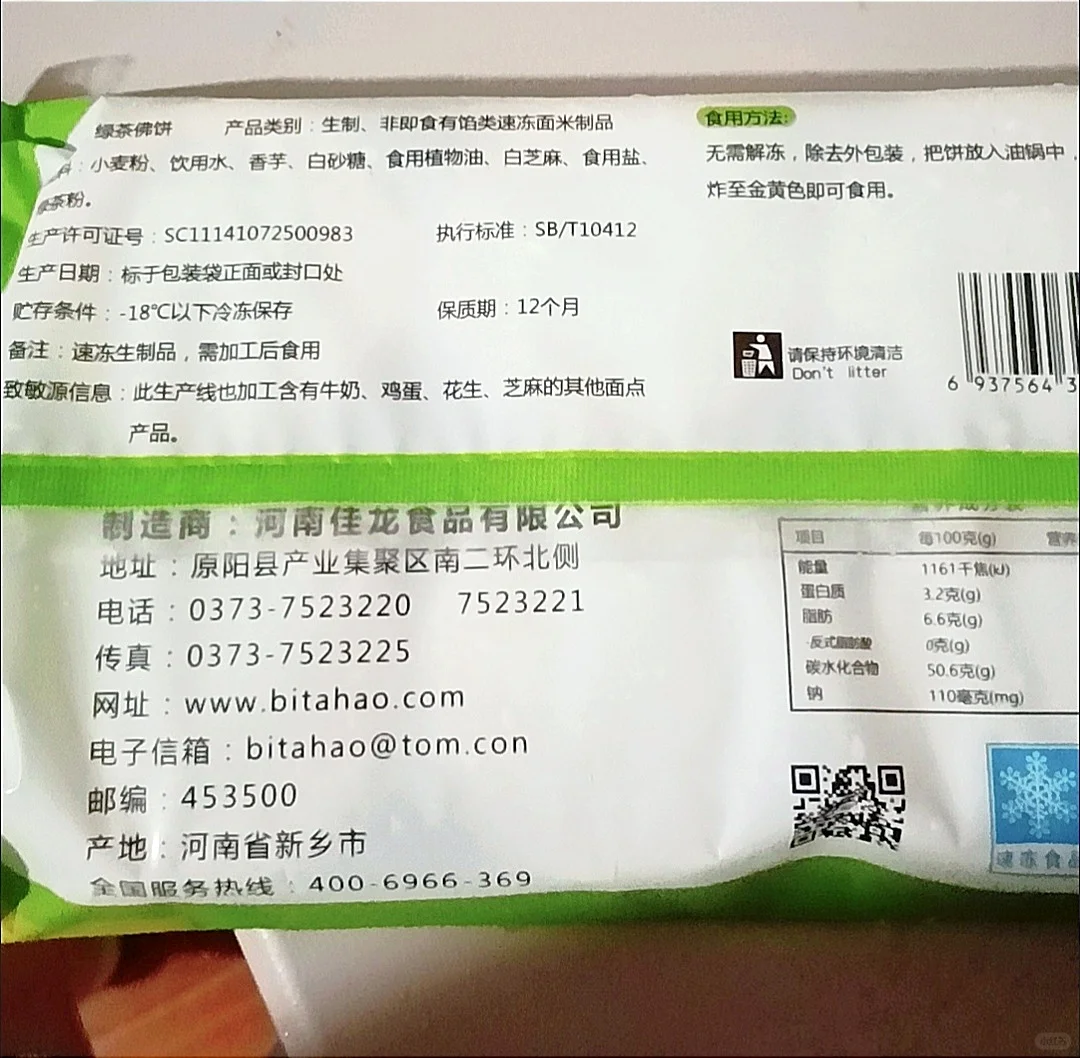 绿茶佛饼 产品类别：生制、非即食有馅类速冻面米制品
料：小麦粉、饮用水、香芋、白砂糖、食用植物油、白芝麻、食用盐、
绿茶粉。
生产许可证号：SC11141072500983 执行标准：SB/T10412
生产日期：标于包装袋正面或封口处
贮存条件：-18℃以下冷冻保存 保质期：12个月
备注：速冻生制品，需加工后食用
致敏源信息：此生产线也加工含有牛奶、鸡蛋、花生、芝麻的其他面点
产品。
食用方法:
无需解冻，除去外包装，把饼放入油锅中，
炸至金黄色即可食用。
请保持环境清洁
Don't litter
6 937564 3
制造商：河南佳龙食品有限公司
地址：原阳县产业集聚区南二环北侧
电话：0373-7523220 7523221
传真：0373-7523225
网址：www.bitahao.com
电子信箱：bitahao@tom.con
邮编：453500
产地：河南省新乡市
全国服务热线：400-6966-369
项目 每100克(g) 营养
能量 1161千焦(kJ)
蛋白质 3.2克(g)
脂肪 6.6克(g)
-反式脂肪酸 0克(g)
碳水化合物 50.6克(g)
钠 110毫克(mg)
速冻食品
小红书